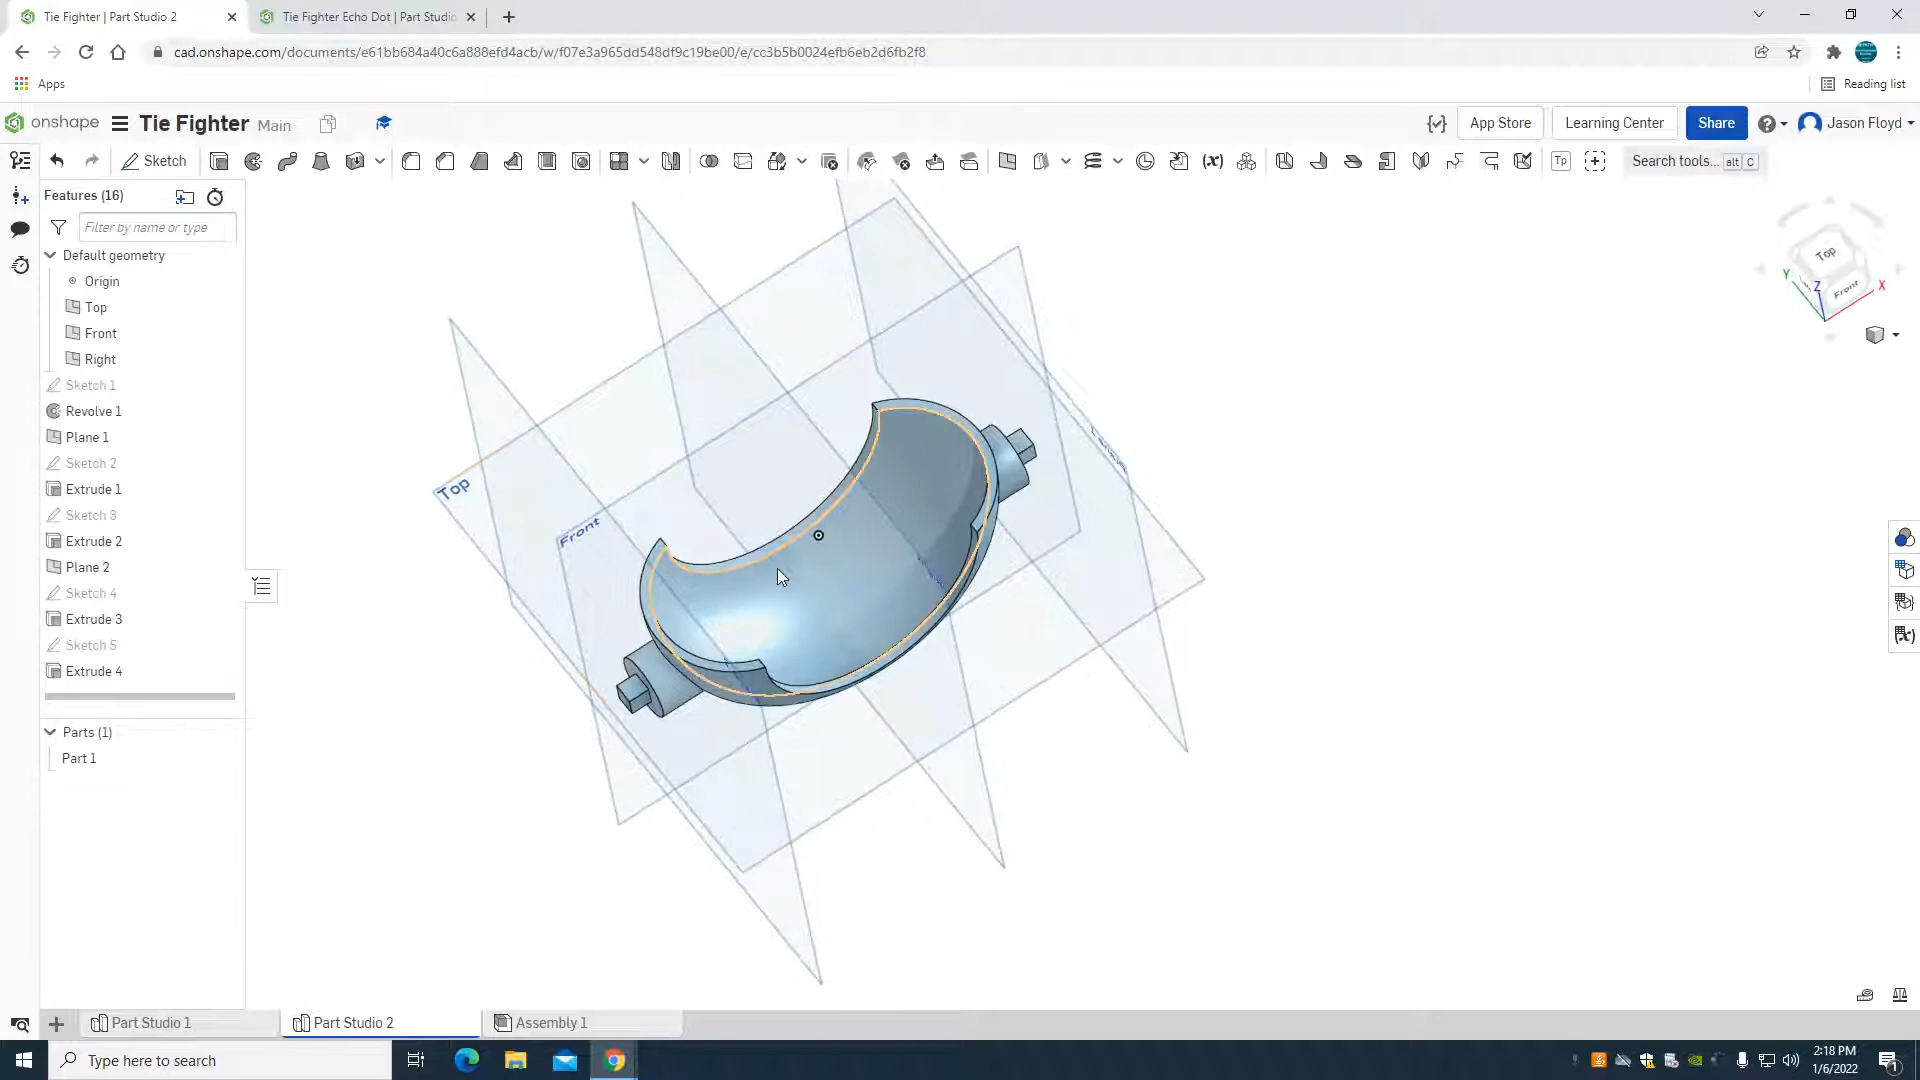 Tie Fighter | Part Studio 2
Tie Fighter Echo Dot | Part Studio
cad.onshape.com/documents/e61bb684a40c6a888efd4acb/w/f07e3a965dd548df9c19be00/e/cc3b5b0024efb6eb2d6fb2f8
Apps
Reading list
onshape
Tie Fighter Main
App Store
Learning Center
Share
Jason Floyd
Sketch
Tp
Search tools... alt C
Features (16)
Filter by name or type
Default geometry
Origin
Top
Front
Right
Sketch 1
Revolve 1
Plane 1
Sketch 2
Extrude 1
Sketch 3
Extrude 2
Plane 2
Sketch 4
Extrude 3
Sketch 5
Extrude 4
Parts (1)
Part 1
Top
Front
Top
Front
X
Y
Z
Part Studio 1
Part Studio 2
Assembly 1
Type here to search
2:18 PM
1/6/2022
1